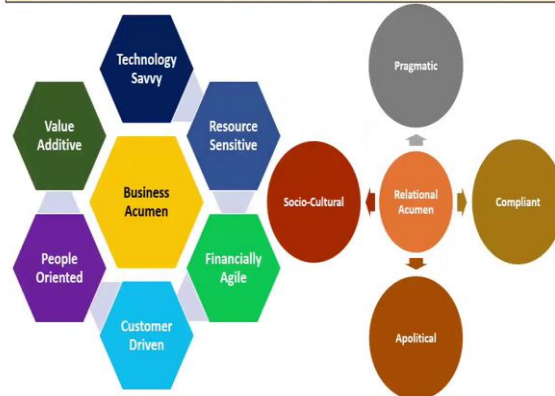 Technology
Savvy
Value
Additive
Resource
Sensitive
Business
Acumen
People
Oriented
Financially
Agile
Customer
Driven
Pragmatic
Socio-Cultural
Relational
Acumen
Compliant
Apolitical